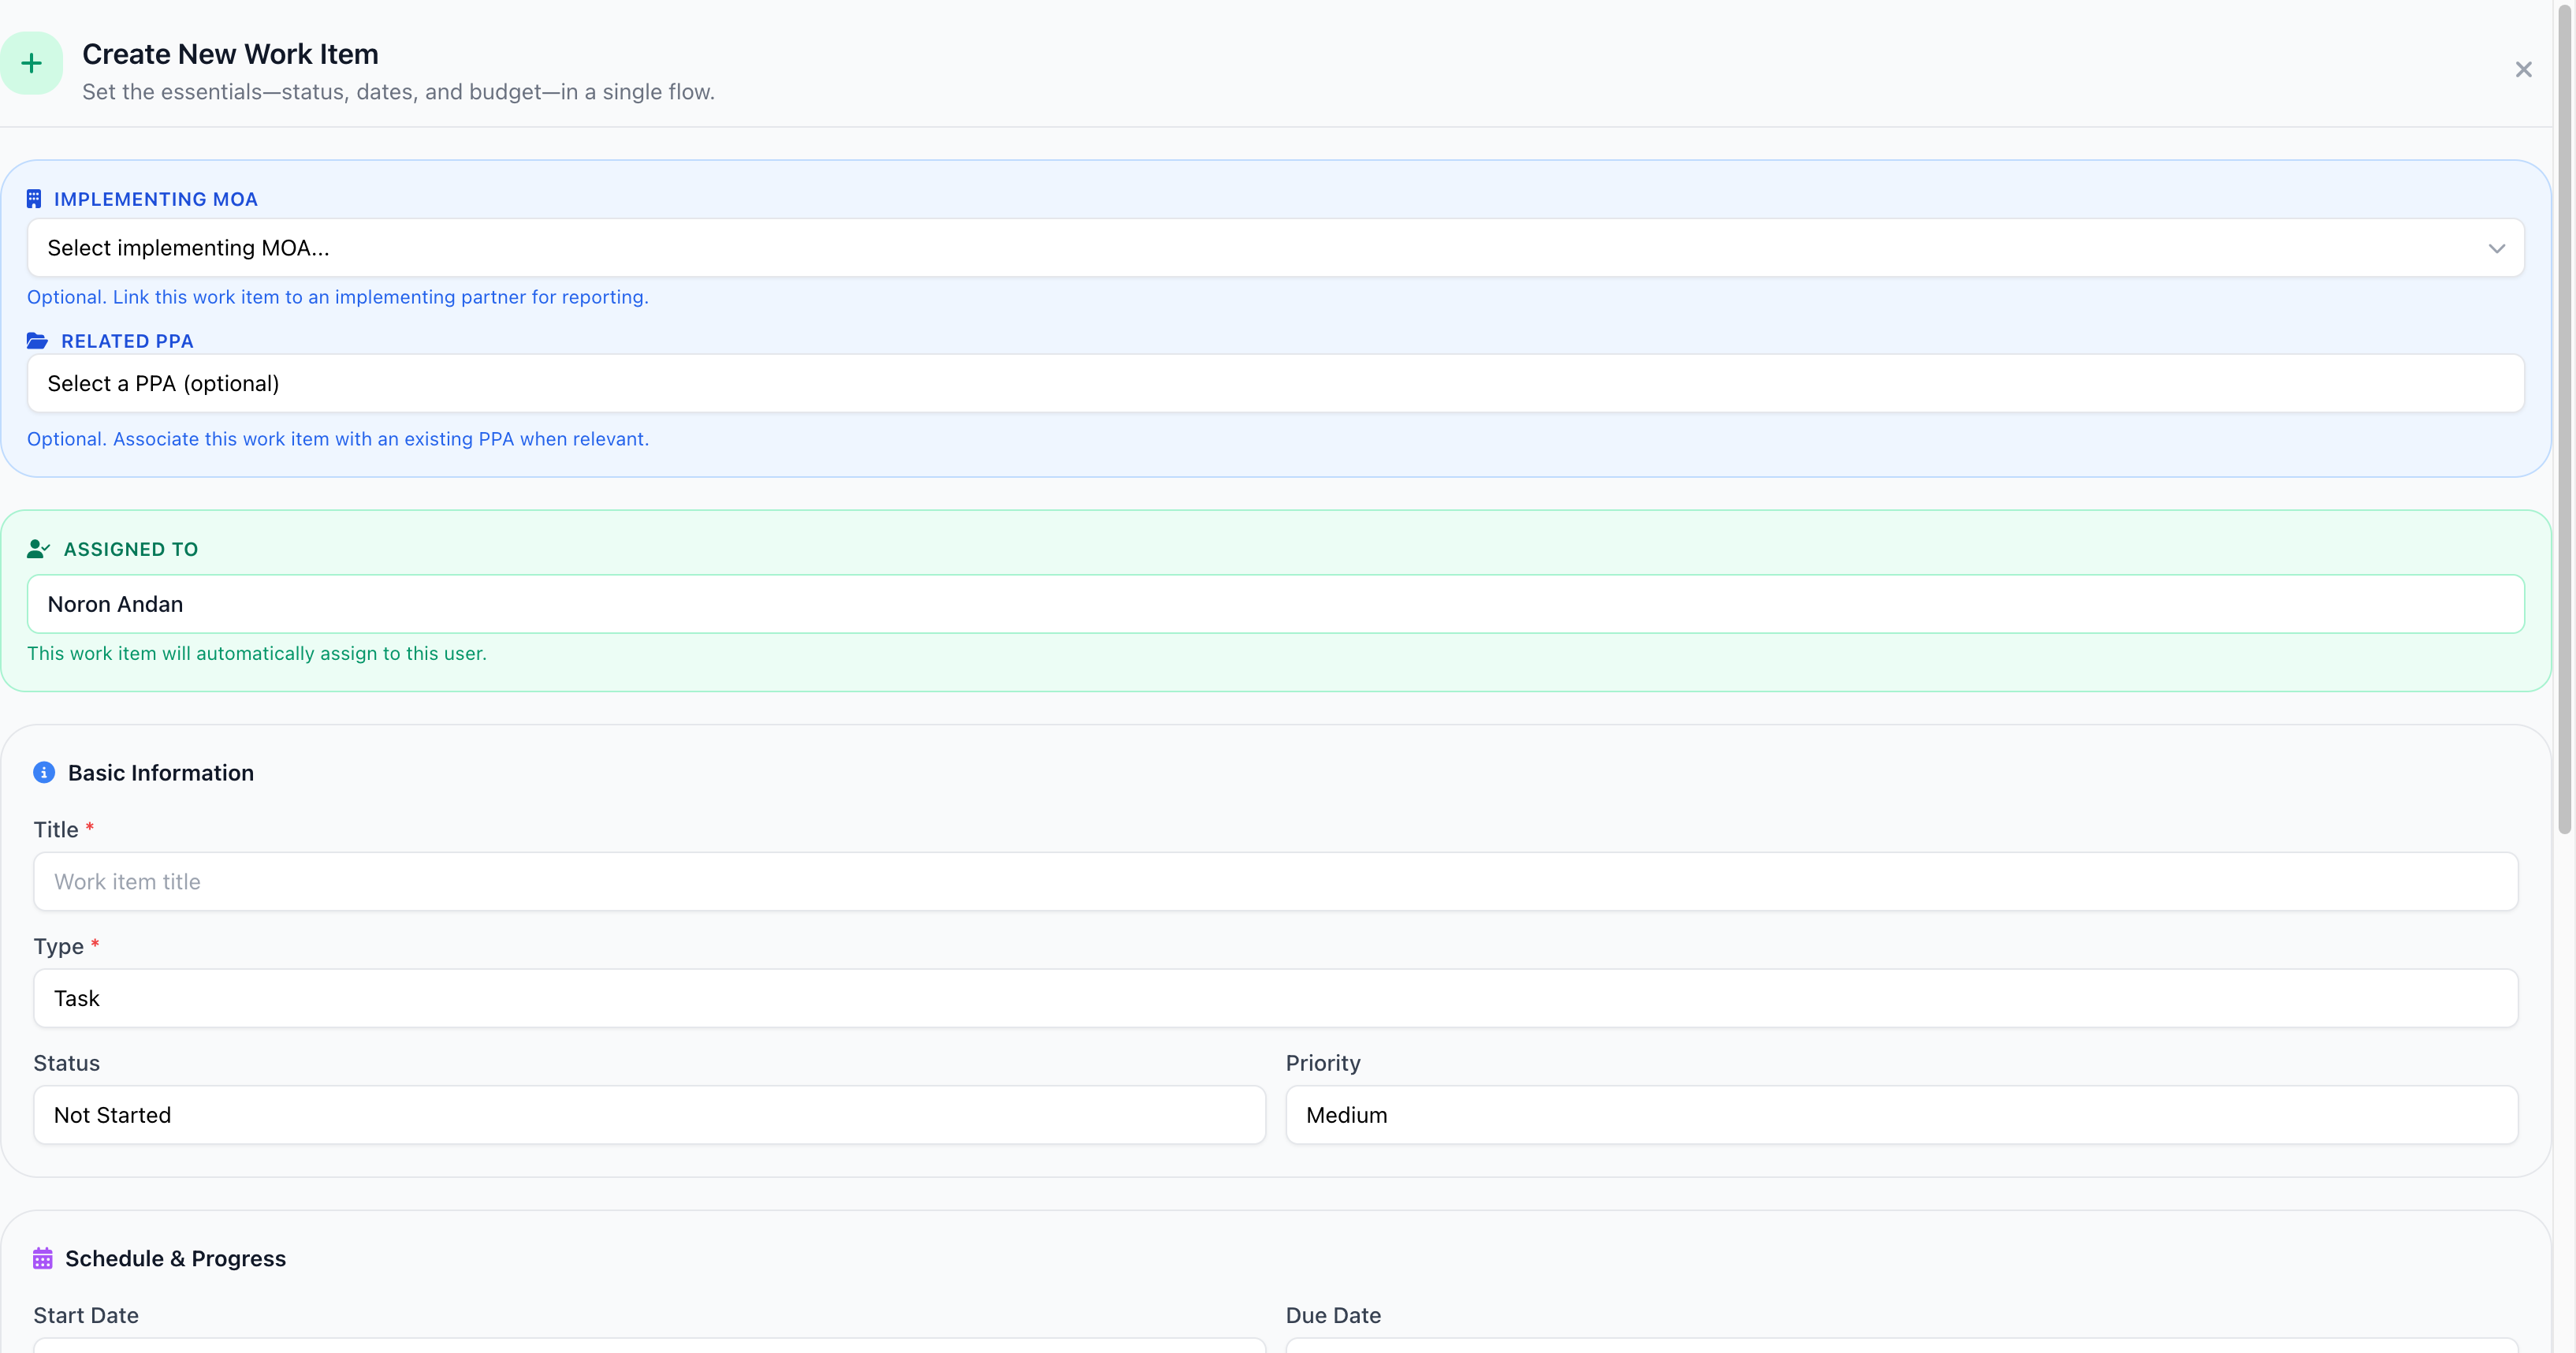 Create New Work Item
Set the essentials—status, dates, and budget—in a single flow.
IMPLEMENTING MOA
Select implementing MOA...
Optional. Link this work item to an implementing partner for reporting.
RELATED PPA
Select a PPA (optional)
Optional. Associate this work item with an existing PPA when relevant.
ASSIGNED TO
Noron Andan
This work item will automatically assign to this user.
Basic Information
Title *
Work item title
Type *
Task
Status
Priority
Not Started
Medium
Schedule & Progress
Start Date
Due Date